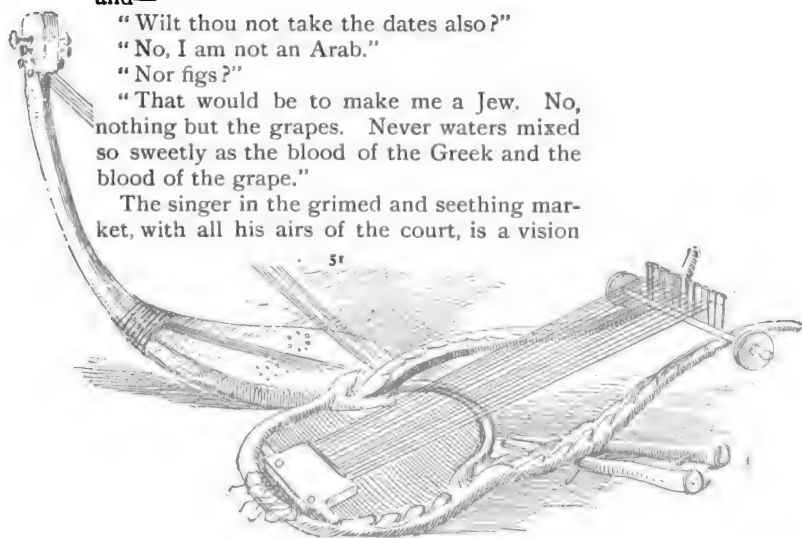 and—
“Wilt thou not take the dates also?”
“No, I am not an Arab.”
“Nor figs?”
“That would be to make me a Jew. No,
nothing but the grapes. Never waters mixed
so sweetly as the blood of the Greek and the
blood of the grape.”
The singer in the grimed and seething mar-
ket, with all his airs of the court, is a vision
51